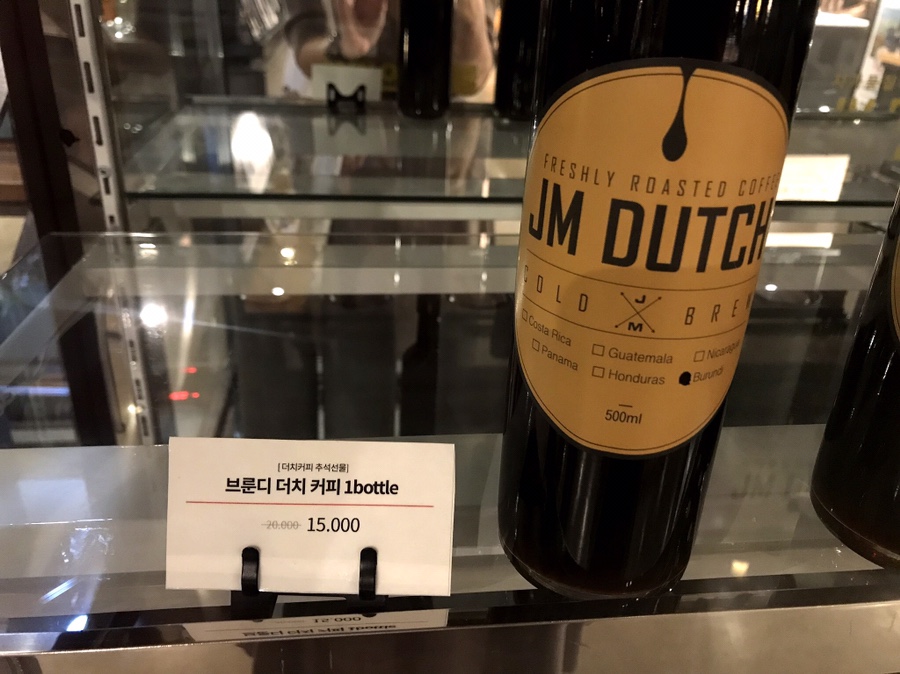 FRESHLY ROASTED COFFE
JM DUTCH
COLD JM BREW
Costa Rica Guatemala Nicaragua
Panama Honduras Burundi
500ml
[더치커피 추석선물]
브룬디 더치 커피 1bottle
20.000 15.000